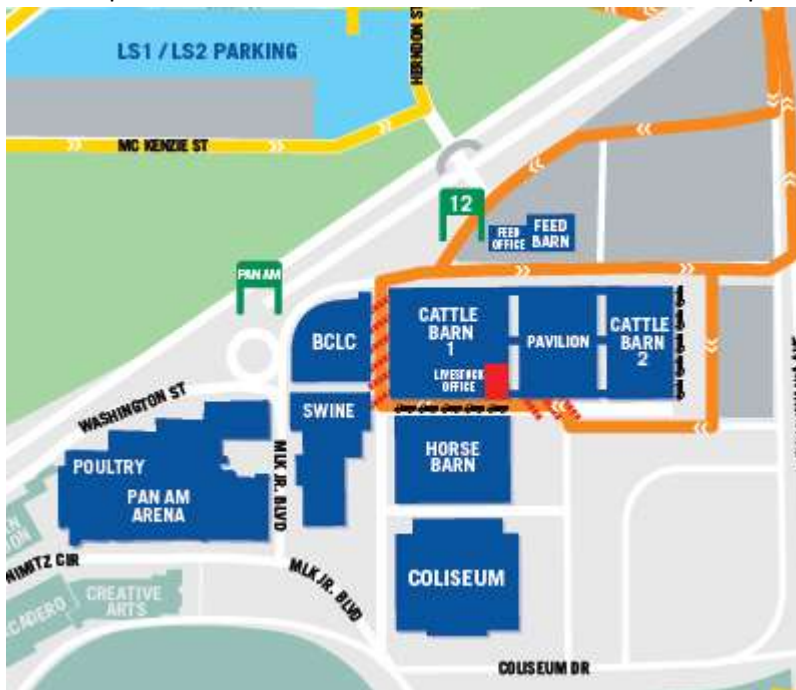 LS1 / LS2 PARKING
HERNDON ST
MC KENZIE ST
12
FEED
OFFICE
FEED
BARN
PAN AM
BCLC
CATTLE
BARN
1
LIVESTOCK
OFFICE
PAVILION
CATTLE
BARN
2
SWINE
WASHINGTON ST
HORSE
BARN
POULTRY
PAN AM
ARENA
MLK JR. BLVD
NIMITZ CIR
CREATIVE
ARTS
MLK JR. BLVD
COLISEUM
COLISEUM DR